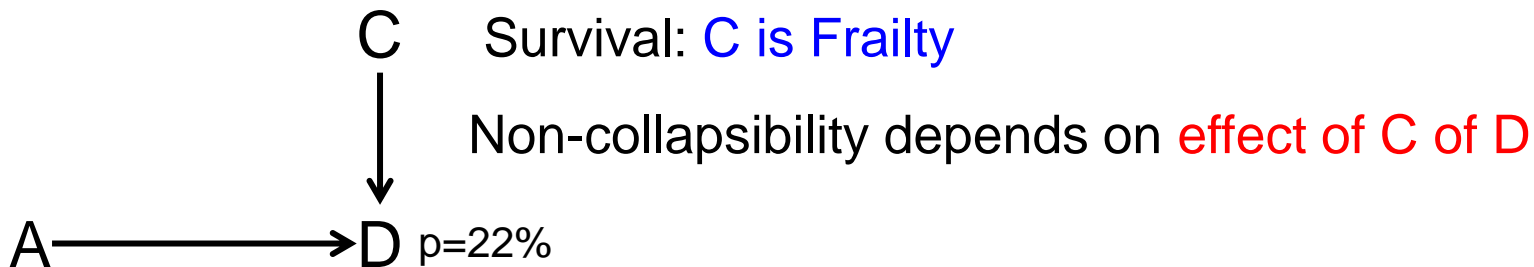 C Survival: C is Frailty
Non-collapsibility depends on effect of C of D
A D p=22%